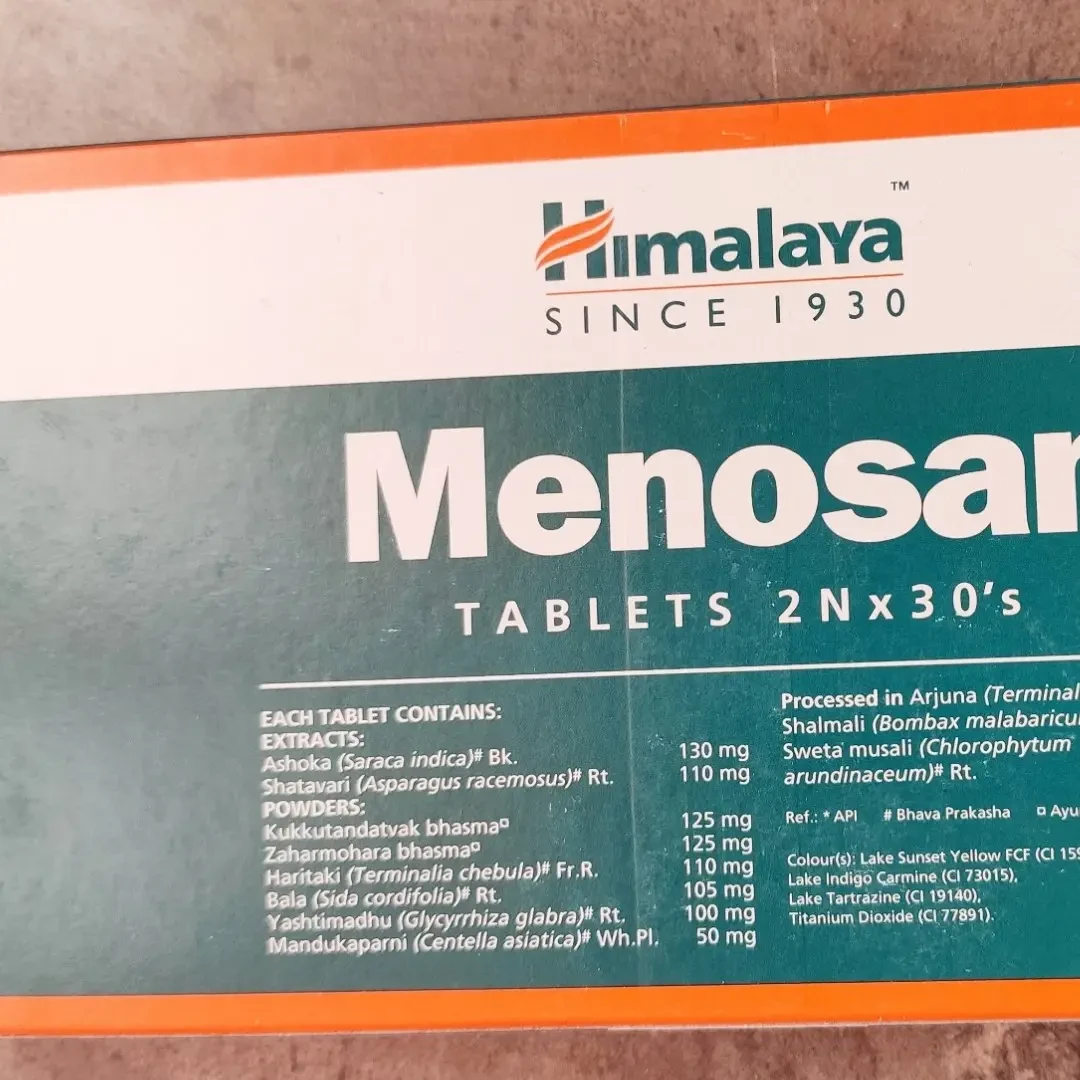 Himalaya™
SINCE 1930
Menosan
TABLETS 2N x 30's
EACH TABLET CONTAINS:
EXTRACTS:
Ashoka (Saraca indica)# Bk. 130 mg
Shatavari (Asparagus racemosus)# Rt. 110 mg
POWDERS:
Kukkutandatvak bhasma¤ 125 mg
Zaharmohara bhasma¤ 125 mg
Haritaki (Terminalia chebula)# Fr.R. 110 mg
Bala (Sida cordifolia)# Rt. 105 mg
Yashtimadhu (Glycyrrhiza glabra)# Rt. 100 mg
Mandukaparni (Centella asiatica)# Wh.Pl. 50 mg
Processed in Arjuna (Terminal
Shalmali (Bombax malabaricu
Sweta musali (Chlorophytum
arundinaceum)# Rt.
Ref.: * API # Bhava Prakasha ¤ Ayu
Colour(s): Lake Sunset Yellow FCF (CI 159
Lake Indigo Carmine (CI 73015),
Lake Tartrazine (CI 19140),
Titanium Dioxide (CI 77891).